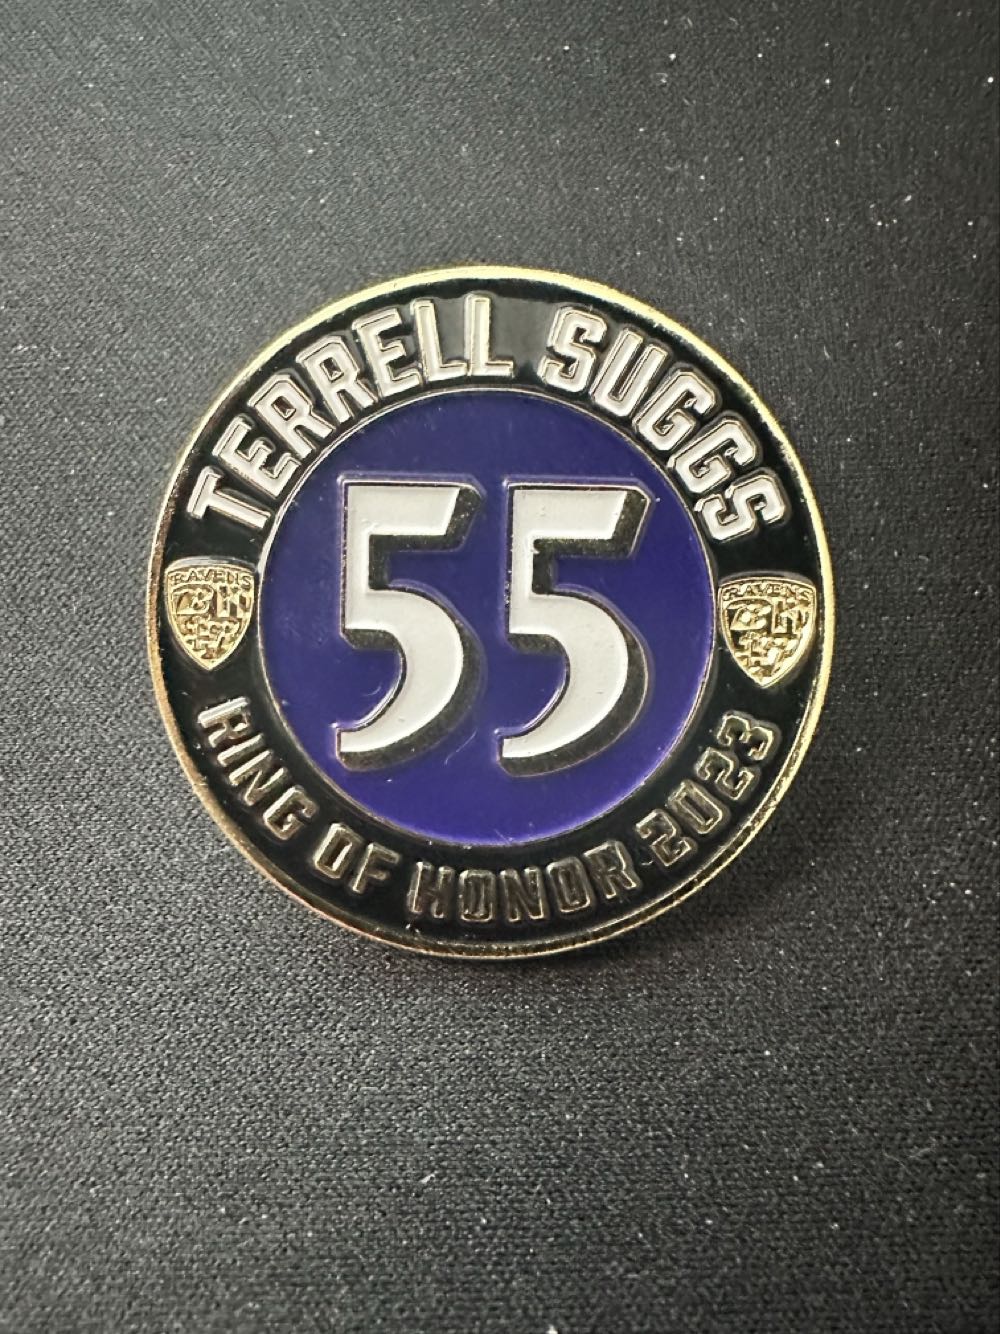 TERRELL SUGGS
55
RAVENS
RAVENS
RING OF HONOR 2023